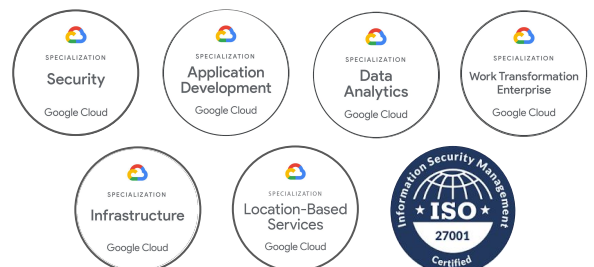 SPECIALIZATION
Security
Google Cloud
SPECIALIZATION
Application
Development
Google Cloud
SPECIALIZATION
Data
Analytics
Google Cloud
SPECIALIZATION
Work Transformation
Enterprise
Google Cloud
SPECIALIZATION
Infrastructure
Google Cloud
SPECIALIZATION
Location-Based
Services
Google Cloud
Information Security Management
ISO
27001
Certified